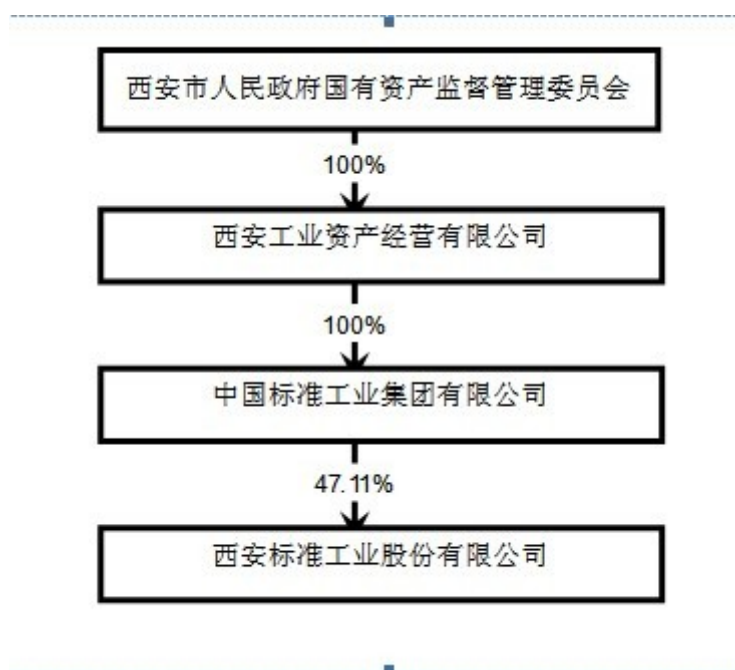 西安市人民政府国有资产监督管理委员会
100%
西安工业资产经营有限公司
100%
中国标准工业集团有限公司
47.11%
西安标准工业股份有限公司